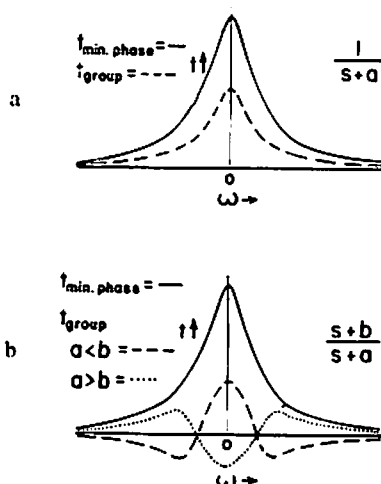 a
t min. phase = —
t group = ---
t↑
1
s+a
0
ω→
b
t min. phase = —
t group
a<b = ---
a>b = ......
t↑
s+b
s+a
0
ω→